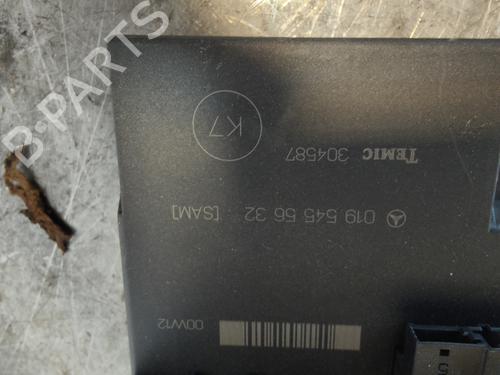 B-PARTS
K7
TEMIC 304587
019 545 56 32 [SAM]
00W12